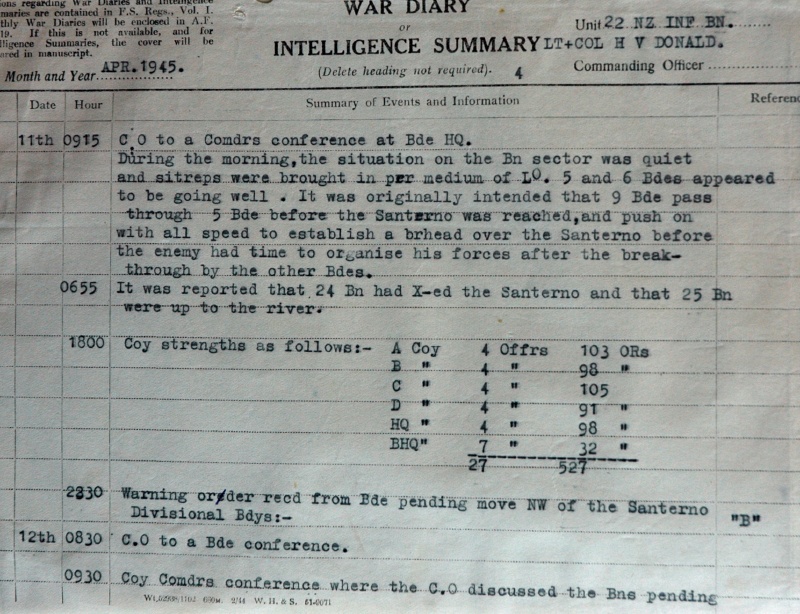 ons regarding War Diaries and Intelligence
maries are contained in F.S. Regs., Vol. I.
thly War Diaries will be enclosed in A.F.
19. If this is not available, and for
lligence Summaries, the cover will be
ared in manuscript.
Month and Year APR. 1945.
WAR DIARY
or
INTELLIGENCE SUMMARY
(Delete heading not required). 4
Unit 22 NZ INF BN.
LT+COL H V DONALD.
Commanding Officer
Date Hour Summary of Events and Information Referenc
11th 0915 C.O to a Comdrs conference at Bde HQ.
During the morning,the situation on the Bn sector was quiet
and sitreps were brought in per medium of LO. 5 and 6 Bdes appeared
to be going well . It was originally intended that 9 Bde pass
through 5 Bde before the Santerno was reached,and push on
with all speed to establish a brhead over the Santerno before
the enemy had time to organise his forces after the break-
through by the other Bdes.
0655 It was reported that 24 Bn had X-ed the Santerno and that 25 Bn
were up to the river.
1800 Coy strengths as follows:- A Coy 4 Offrs 103 ORs
B " 4 " 98 "
C " 4 " 105
D " 4 " 91 "
HQ " 4 " 98 "
BHQ" 7 " 32 "
27 527
2230 Warning or/der recd from Bde pending move NW of the Santerno
Divisional Bdys:- "B"
12th 0830 C.O to a Bde conference.
0930 Coy Comdrs conference where the C.O discussed the Bns pending
2/44 W. H. & S. 51-9071